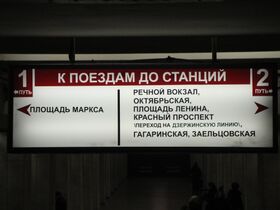 1
ПУТЬ
К ПОЕЗДАМ ДО СТАНЦИЙ
2
ПУТЬ
ПЛОЩАДЬ МАРКСА
РЕЧНОЙ ВОКЗАЛ,
ОКТЯБРЬСКАЯ,
ПЛОЩАДЬ ЛЕНИНА,
КРАСНЫЙ ПРОСПЕКТ
\ПЕРЕХОД НА ДЗЕРЖИНСКУЮ ЛИНИЮ\,
ГАГАРИНСКАЯ, ЗАЕЛЬЦОВСКАЯ